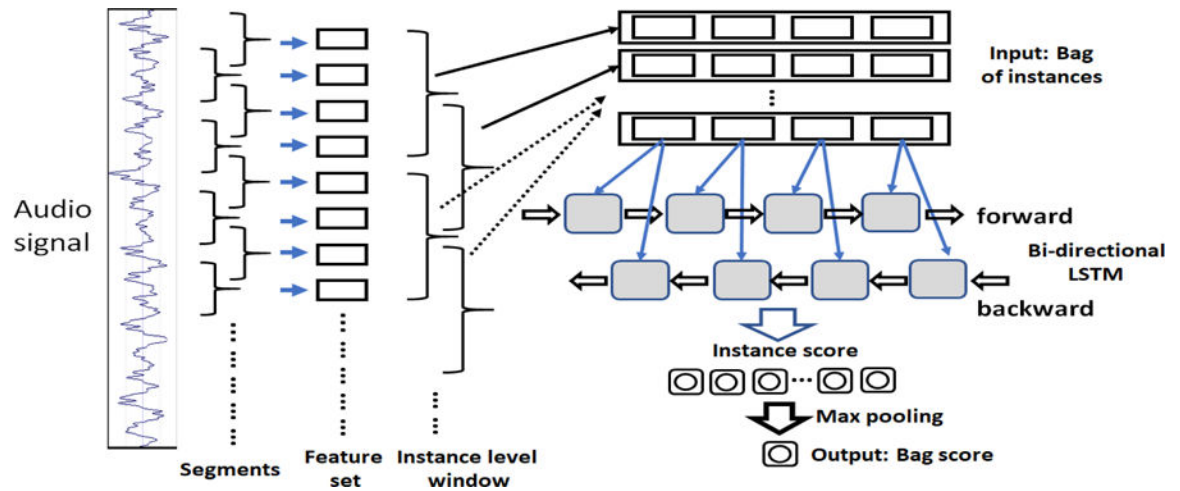 Audio
signal
Segments
Feature
set
Instance level
window
Input: Bag
of instances
forward
Bi-directional
LSTM
backward
Instance score
Max pooling
Output: Bag score